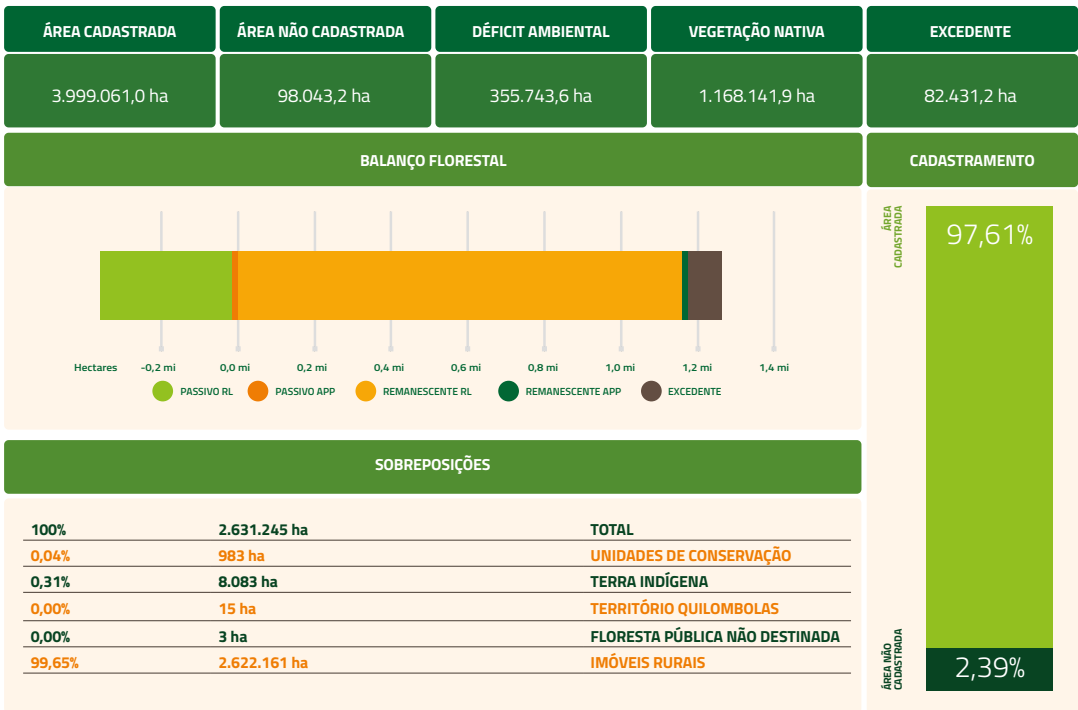 ÁREA CADASTRADA
ÁREA NÃO CADASTRADA
DÉFICIT AMBIENTAL
VEGETAÇÃO NATIVA
EXCEDENTE
3.999.061,0 ha
98.043,2 ha
355.743,6 ha
1.168.141,9 ha
82.431,2 ha
BALANÇO FLORESTAL
CADASTRAMENTO
Hectares -0,2 mi 0,0 mi 0,2 mi 0,4 mi 0,6 mi 0,8 mi 1,0 mi 1,2 mi 1,4 mi
PASSIVO RL PASSIVO APP REMANESCENTE RL REMANESCENTE APP EXCEDENTE
ÁREA
CADASTRADA
97,61%
ÁREA NÃO
CADASTRADA
2,39%
SOBREPOSIÇÕES
100% 2.631.245 ha TOTAL
0,04% 983 ha UNIDADES DE CONSERVAÇÃO
0,31% 8.083 ha TERRA INDÍGENA
0,00% 15 ha TERRITÓRIO QUILOMBOLAS
0,00% 3 ha FLORESTA PÚBLICA NÃO DESTINADA
99,65% 2.622.161 ha IMÓVEIS RURAIS